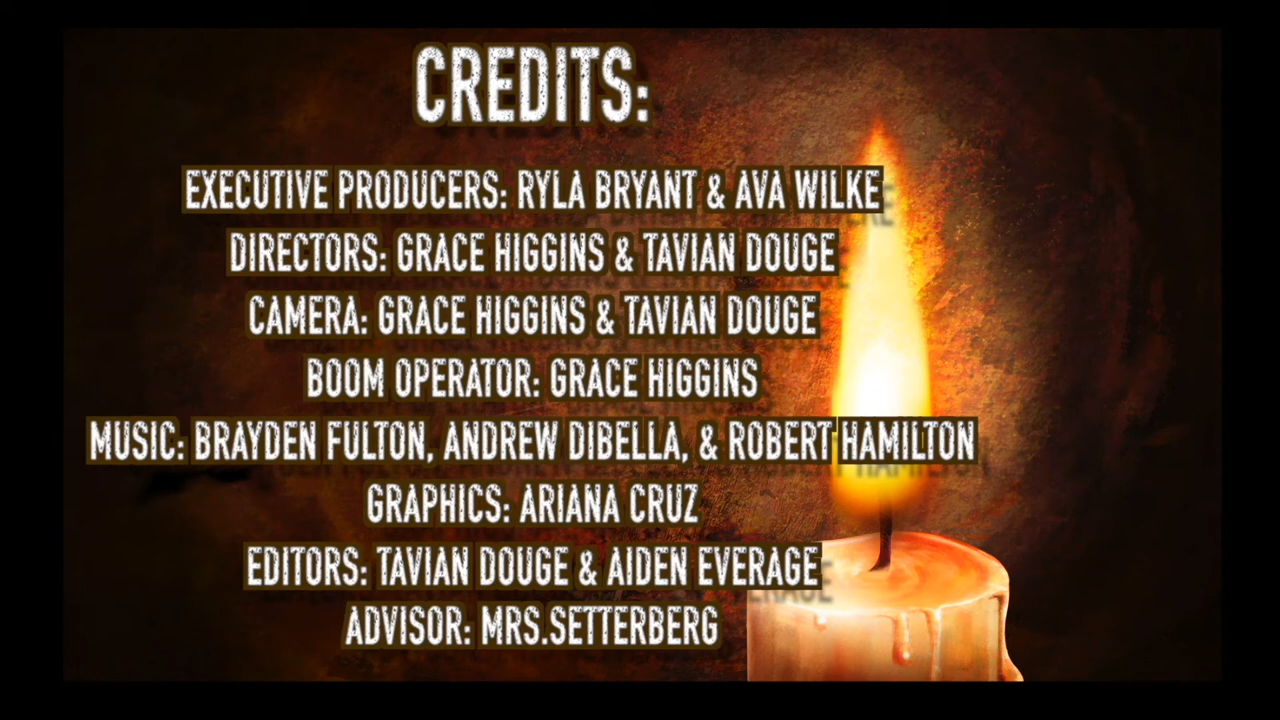 CREDITS:
EXECUTIVE PRODUCERS: RYLA BRYANT & AVA WILKE
DIRECTORS: GRACE HIGGINS & TAVIAN DOUGE
CAMERA: GRACE HIGGINS & TAVIAN DOUGE
BOOM OPERATOR: GRACE HIGGINS
MUSIC: BRAYDEN FULTON, ANDREW DIBELLA, & ROBERT HAMILTON
GRAPHICS: ARIANA CRUZ
EDITORS: TAVIAN DOUGE & AIDEN EVERAGE
ADVISOR: MRS.SETTERBERG